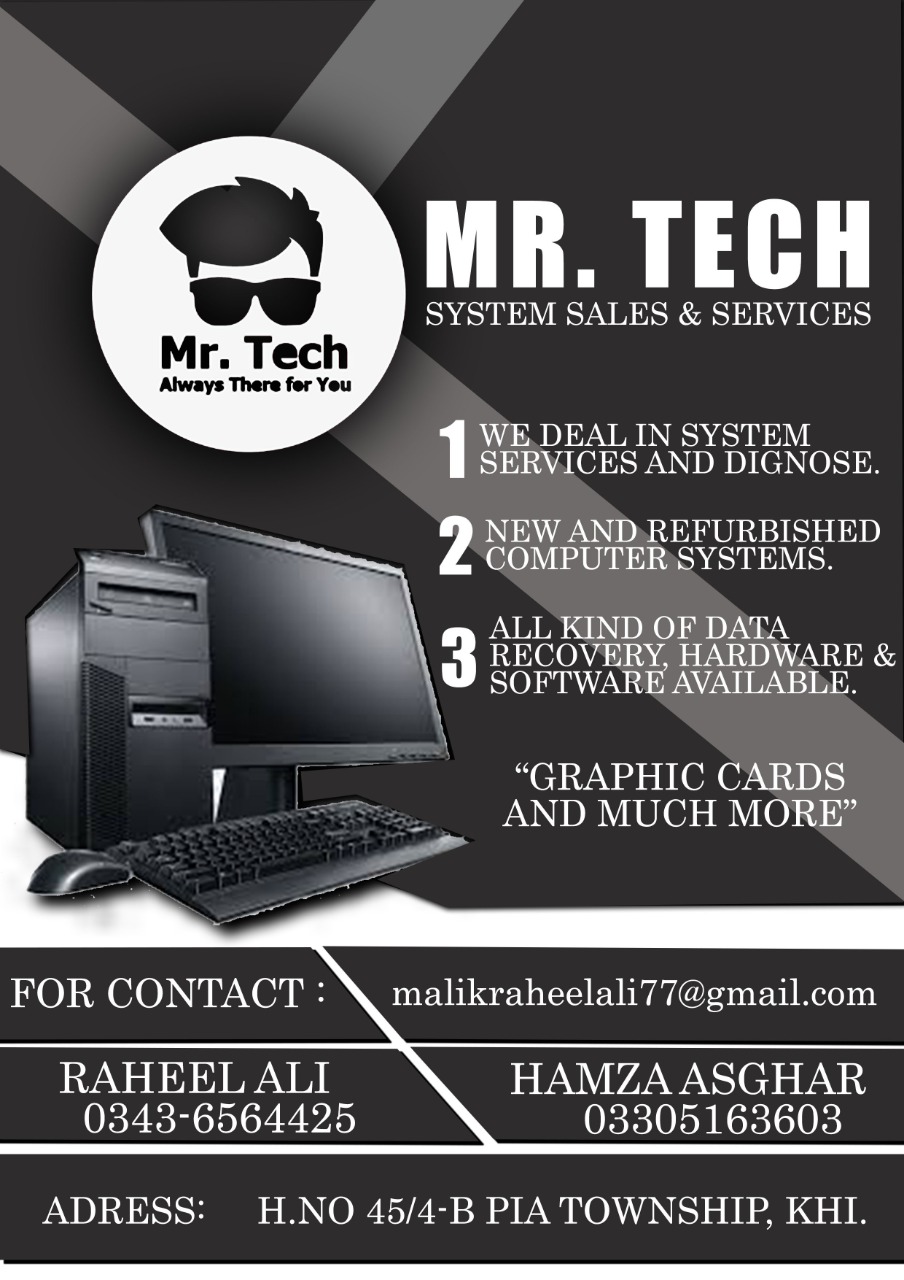 Mr. Tech
Always There for You
MR. TECH
SYSTEM SALES & SERVICES
1 WE DEAL IN SYSTEM
SERVICES AND DIGNOSE.
2 NEW AND REFURBISHED
COMPUTER SYSTEMS.
3 ALL KIND OF DATA
RECOVERY, HARDWARE &
SOFTWARE AVAILABLE.
“GRAPHIC CARDS
AND MUCH MORE”
FOR CONTACT : malikraheelali77@gmail.com
RAHEEL ALI
0343-6564425
HAMZA ASGHAR
03305163603
ADRESS: H.NO 45/4-B PIA TOWNSHIP, KHI.